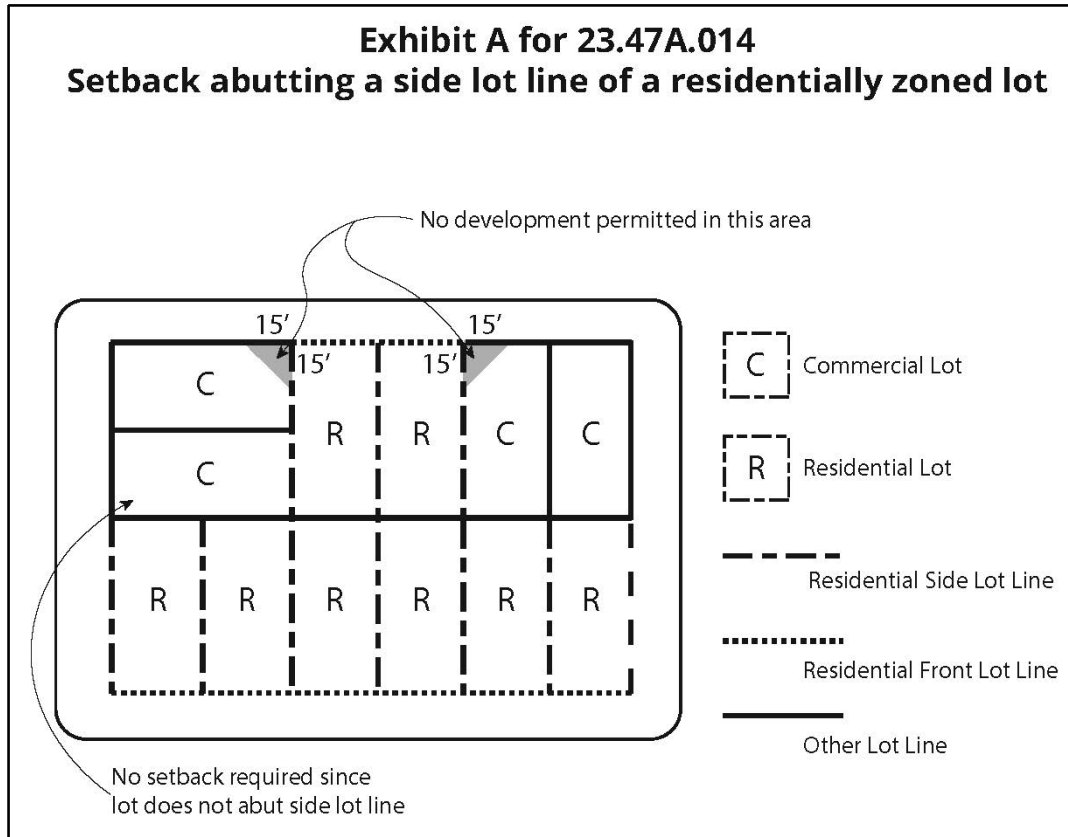 Exhibit A for 23.47A.014
Setback abutting a side lot line of a residentially zoned lot
No development permitted in this area
15’ 15’
15’ 15’
C
R R C C
C
R R R R R R
No setback required since
lot does not abut side lot line
C Commercial Lot
R Residential Lot
Residential Side Lot Line
Residential Front Lot Line
Other Lot Line